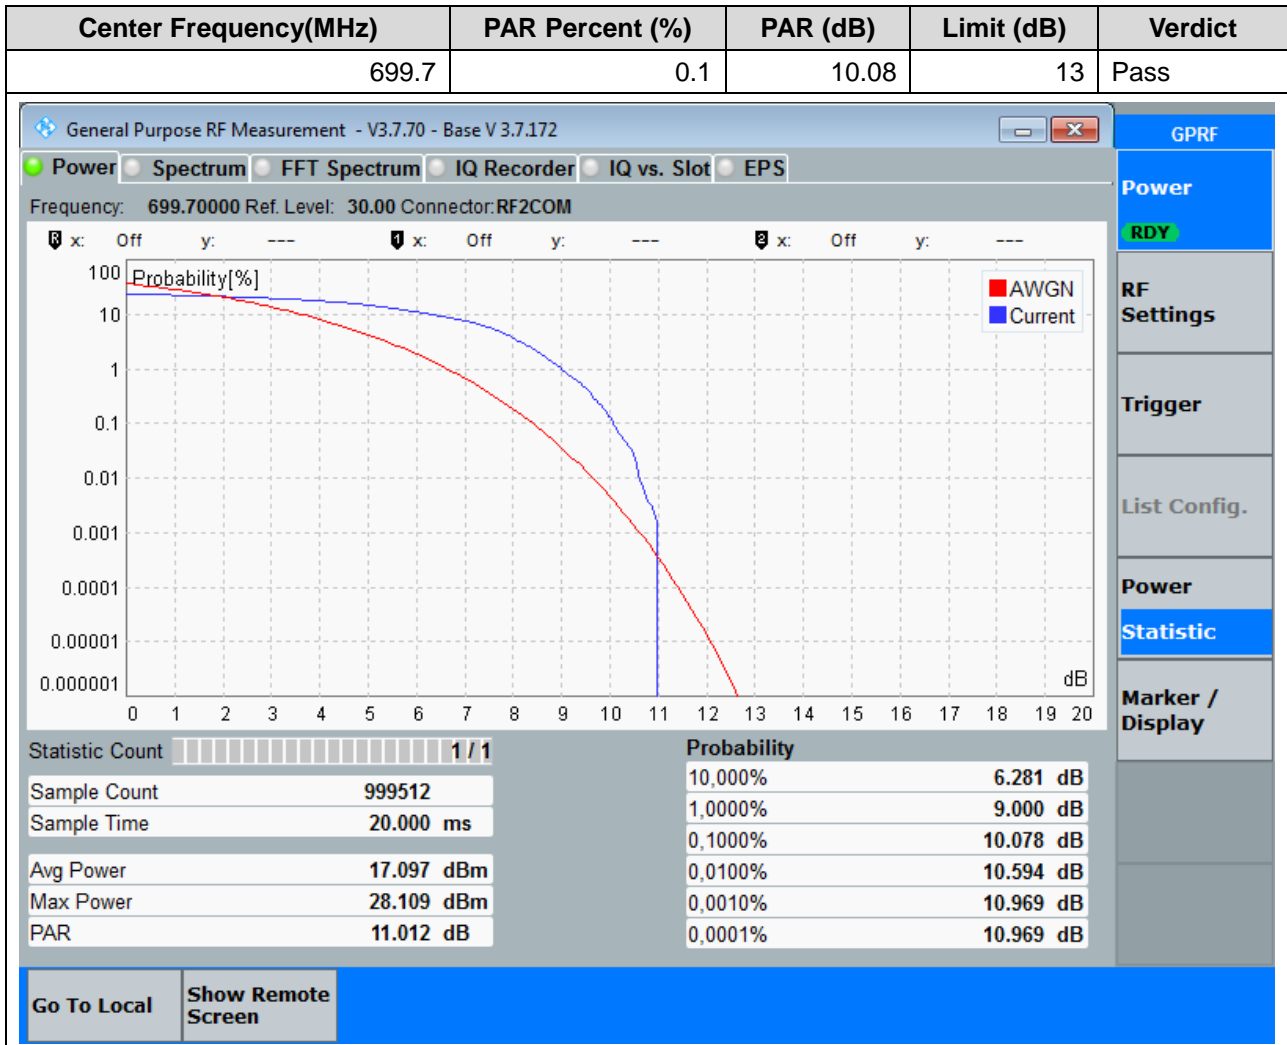 Center Frequency(MHz) PAR Percent (%) PAR (dB) Limit (dB) Verdict
699.7 0.1 10.08 13 Pass
General Purpose RF Measurement - V3.7.70 - Base V 3.7.172
GPRF
Power Spectrum FFT Spectrum IQ Recorder IQ vs. Slot EPS
Power
RDY
Frequency: 699.70000 Ref. Level: 30.00 Connector:RF2COM
R x: Off y: --- 1 x: Off y: --- 2 x: Off y: ---
Probability[%]
AWGN
Current
100
10
1
0.1
0.01
0.001
0.0001
0.00001
0.000001
dB
0 1 2 3 4 5 6 7 8 9 10 11 12 13 14 15 16 17 18 19 20
RF
Settings
Trigger
List Config.
Power
Statistic
Marker /
Display
Statistic Count 1 / 1
Sample Count 999512
Sample Time 20.000 ms
Avg Power 17.097 dBm
Max Power 28.109 dBm
PAR 11.012 dB
Probability
10,000% 6.281 dB
1,0000% 9.000 dB
0,1000% 10.078 dB
0,0100% 10.594 dB
0,0010% 10.969 dB
0,0001% 10.969 dB
Go To Local
Show Remote
Screen